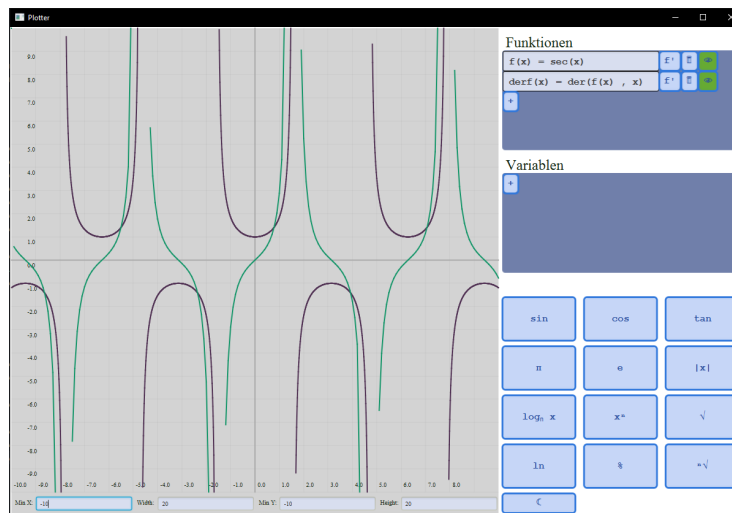 Plotter
Funktionen
f(x) = sec(x) f'
derf(x) = der(f(x) , x) f'
+
Variablen
+
9.0
8.0
7.0
6.0
5.0
4.0
3.0
2.0
1.0
0.0
-1.0
-2.0
-3.0
-4.0
-5.0
-6.0
-7.0
-8.0
-9.0
-10.0 -9.0 -8.0 -7.0 -6.0 -5.0 -4.0 -3.0 -2.0 -1.0 0.0 1.0 2.0 3.0 4.0 5.0 6.0 7.0 8.0
Min X: -10 Width: 20 Min Y: -10 Height: 20
sin cos tan
π e |x|
logₙ x xⁿ √
ln % ⁿ√